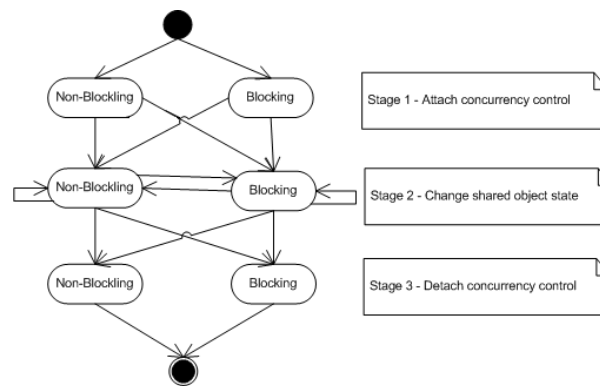 Non-Blockling
Blocking
Stage 1 - Attach concurrency control
Non-Blockling
Blocking
Stage 2 - Change shared object state
Non-Blockling
Blocking
Stage 3 - Detach concurrency control